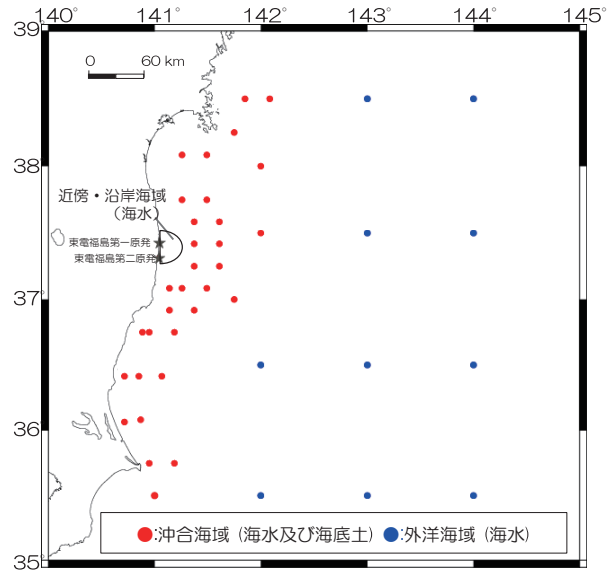 140° 141° 142° 143° 144° 145°
39°
0 60 km
38°
近傍・沿岸海域
（海水）
東電福島第一原発
東電福島第二原発
37°
36°
●:沖合海域（海水及び海底土） ●:外洋海域（海水）
35°